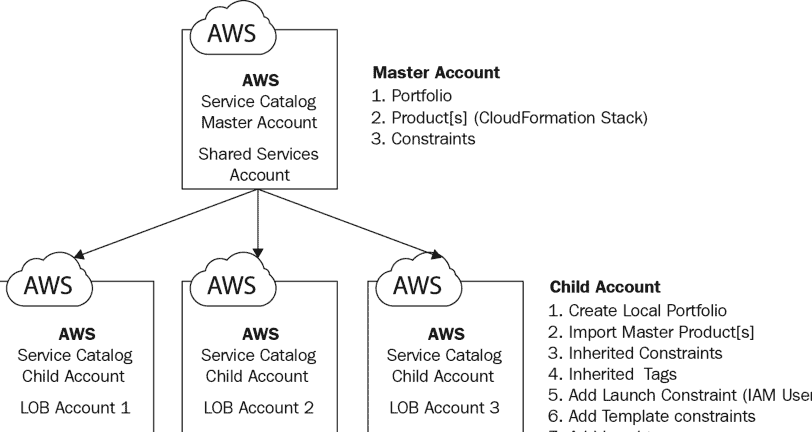 AWS
AWS
Service Catalog
Master Account
Shared Services
Account
Master Account
1. Portfolio
2. Product[s] (CloudFormation Stack)
3. Constraints
AWS
AWS
Service Catalog
Child Account
LOB Account 1
AWS
AWS
Service Catalog
Child Account
LOB Account 2
AWS
AWS
Service Catalog
Child Account
LOB Account 3
Child Account
1. Create Local Portfolio
2. Import Master Product[s]
3. Inherited Constraints
4. Inherited Tags
5. Add Launch Constraint (IAM User
6. Add Template constraints